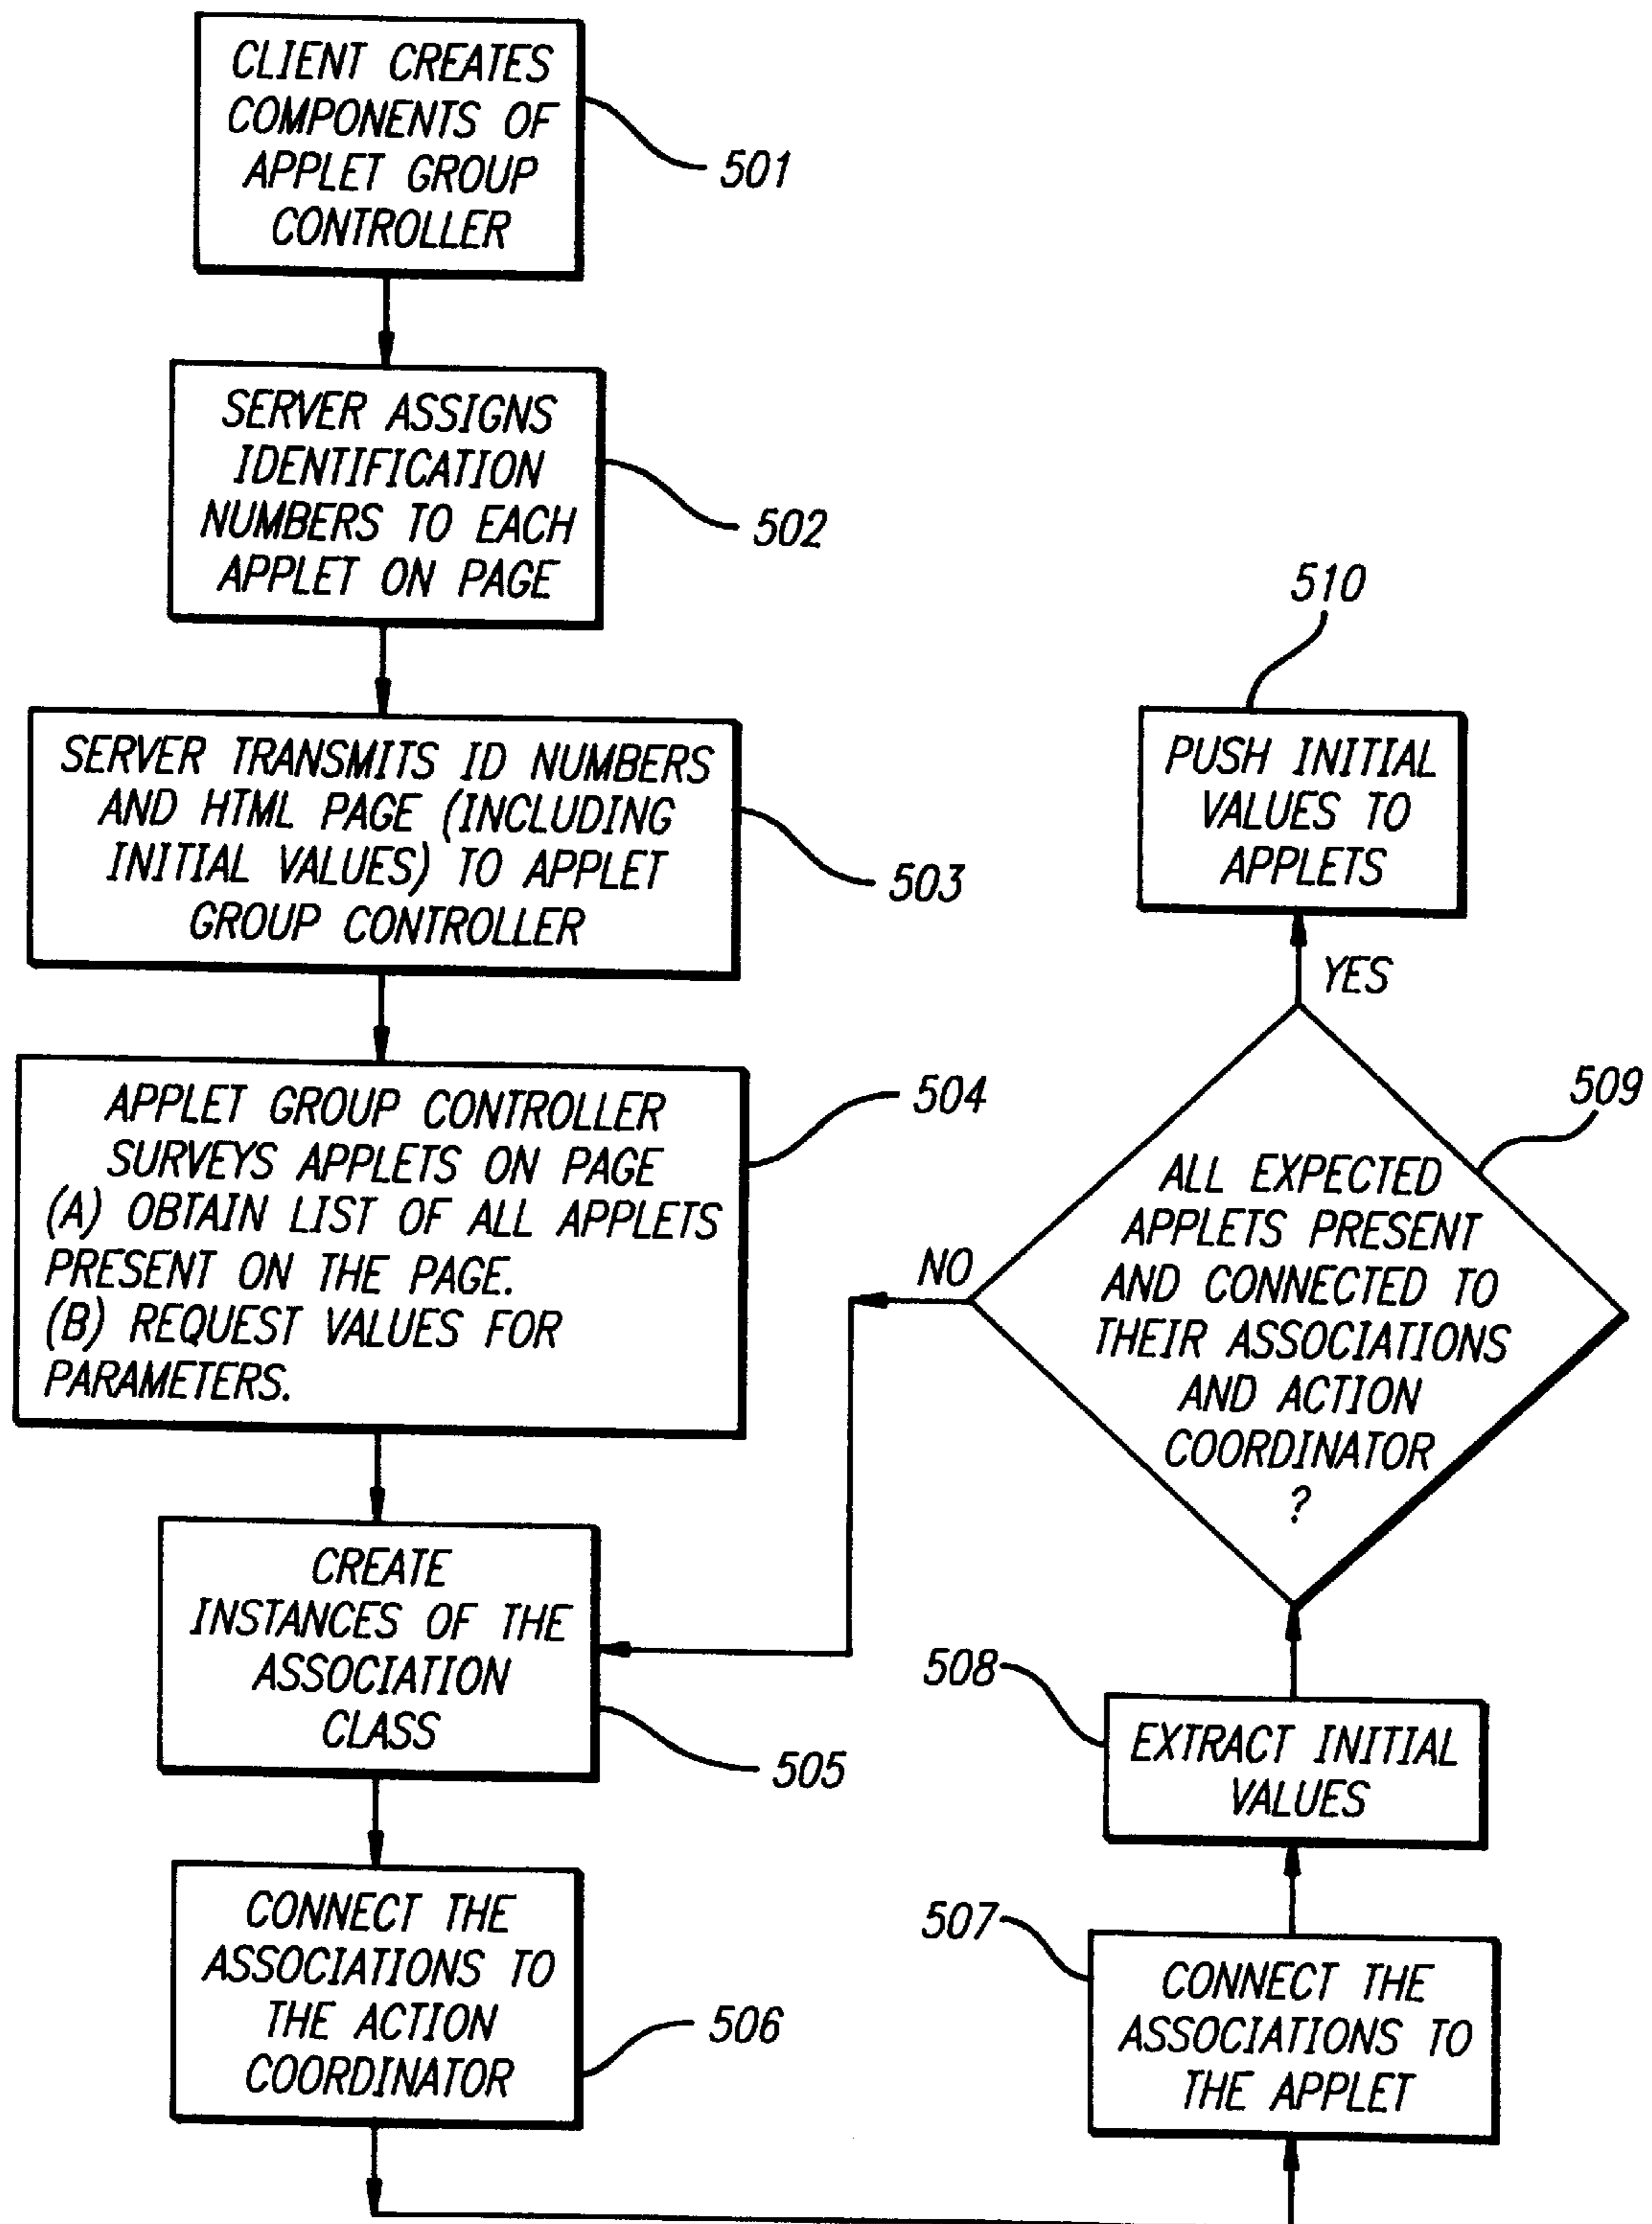 CLIENT CREATES
COMPONENTS OF
APPLET GROUP
CONTROLLER
501
SERVER ASSIGNS
IDENTIFICATION
NUMBERS TO EACH
APPLET ON PAGE
502
SERVER TRANSMITS ID NUMBERS
AND HTML PAGE (INCLUDING
INITIAL VALUES) TO APPLET
GROUP CONTROLLER
503
APPLET GROUP CONTROLLER
SURVEYS APPLETS ON PAGE
(A) OBTAIN LIST OF ALL APPLETS
PRESENT ON THE PAGE.
(B) REQUEST VALUES FOR
PARAMETERS.
504
CREATE
INSTANCES OF THE
ASSOCIATION
CLASS
505
CONNECT THE
ASSOCIATIONS TO
THE ACTION
COORDINATOR
506
507
CONNECT THE
ASSOCIATIONS TO
THE APPLET
508
EXTRACT INITIAL
VALUES
509
ALL EXPECTED
APPLETS PRESENT
AND CONNECTED TO
THEIR ASSOCIATIONS
AND ACTION
COORDINATOR
?
NO
YES
510
PUSH INITIAL
VALUES TO
APPLETS